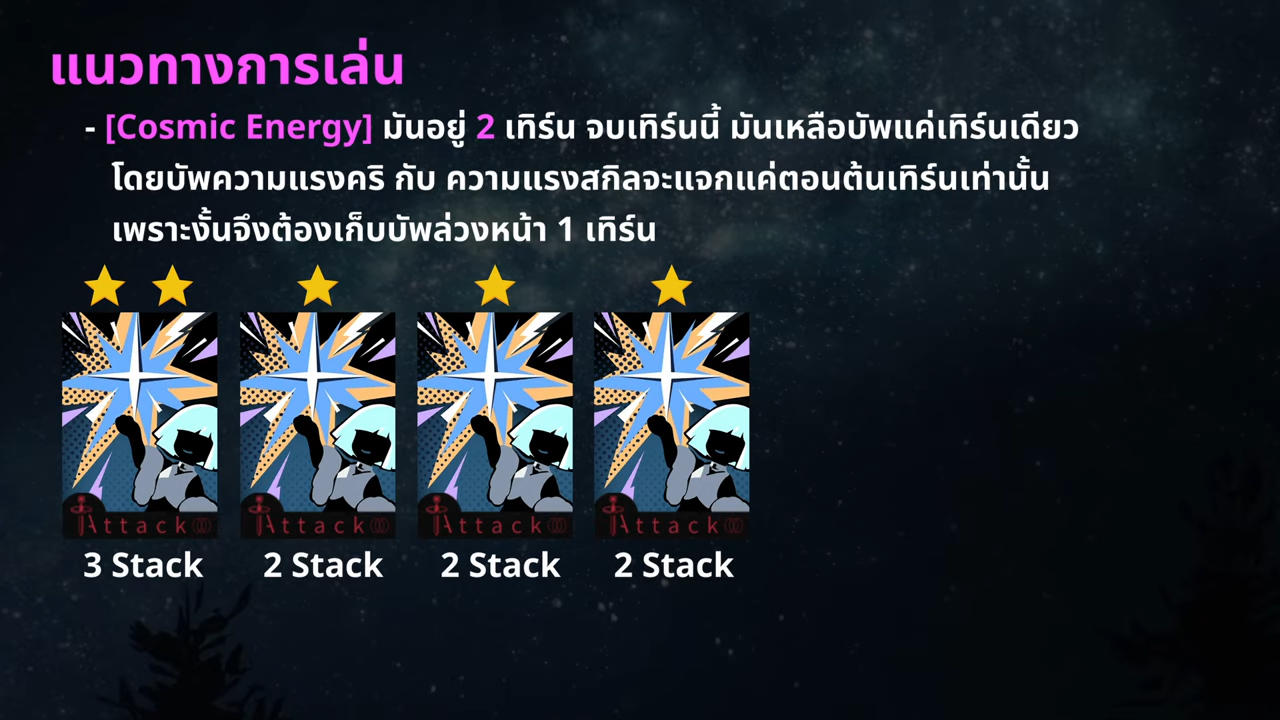 แนวทางการเล่น
- [Cosmic Energy] มันอยู่ 2 เทิร์น จบเทิร์นนี้ มันเหลือบัพแค่เทิร์นเดียว
โดยบัพความแรงคริ กับ ความแรงสกิลจะแจกแค่ตอนต้นเทิร์นเท่านั้น
เพราะงั้นจึงต้องเก็บบัพล่วงหน้า 1 เทิร์น
Attack Attack Attack Attack
3 Stack 2 Stack 2 Stack 2 Stack